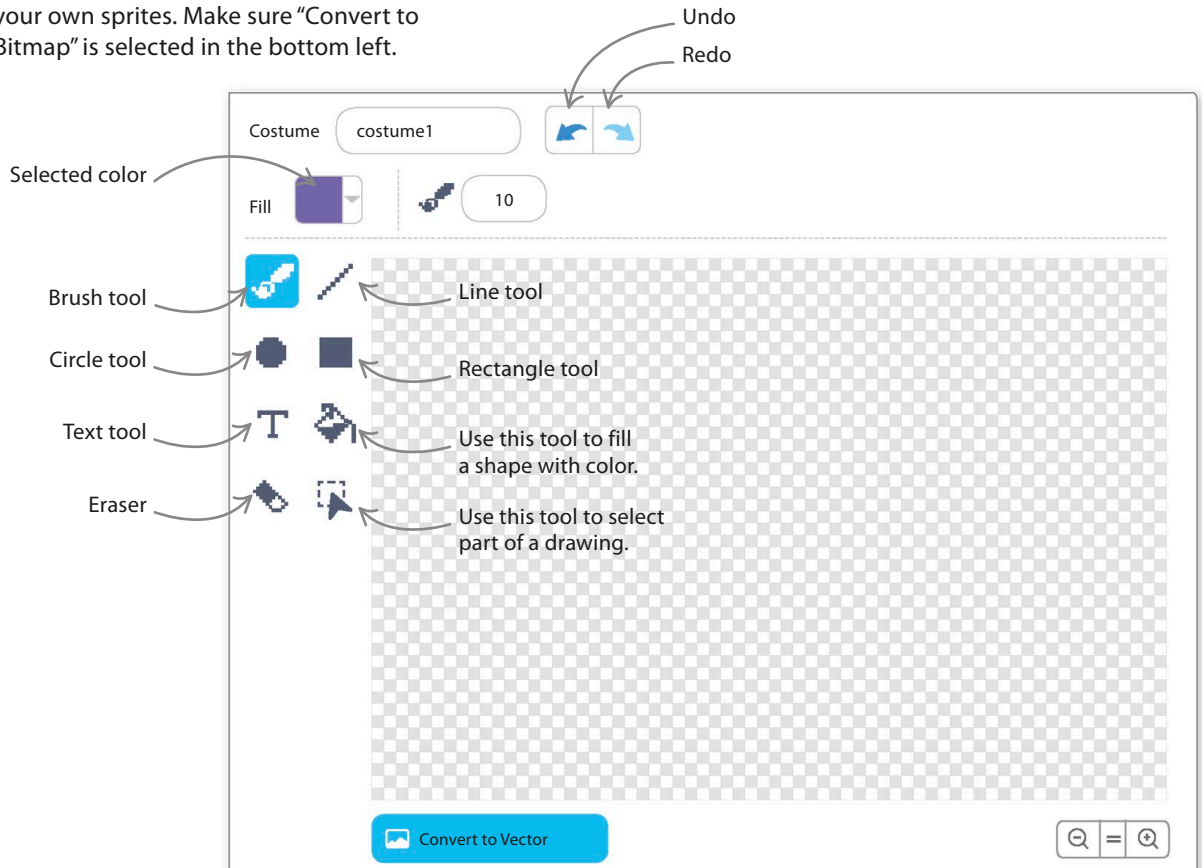 your own sprites. Make sure “Convert to
Bitmap” is selected in the bottom left.
Undo
Redo
Costume
costume1
Selected color
Fill
10
Brush tool
Line tool
Circle tool
Rectangle tool
Text tool
Use this tool to fill
a shape with color.
Eraser
Use this tool to select
part of a drawing.
Convert to Vector
=